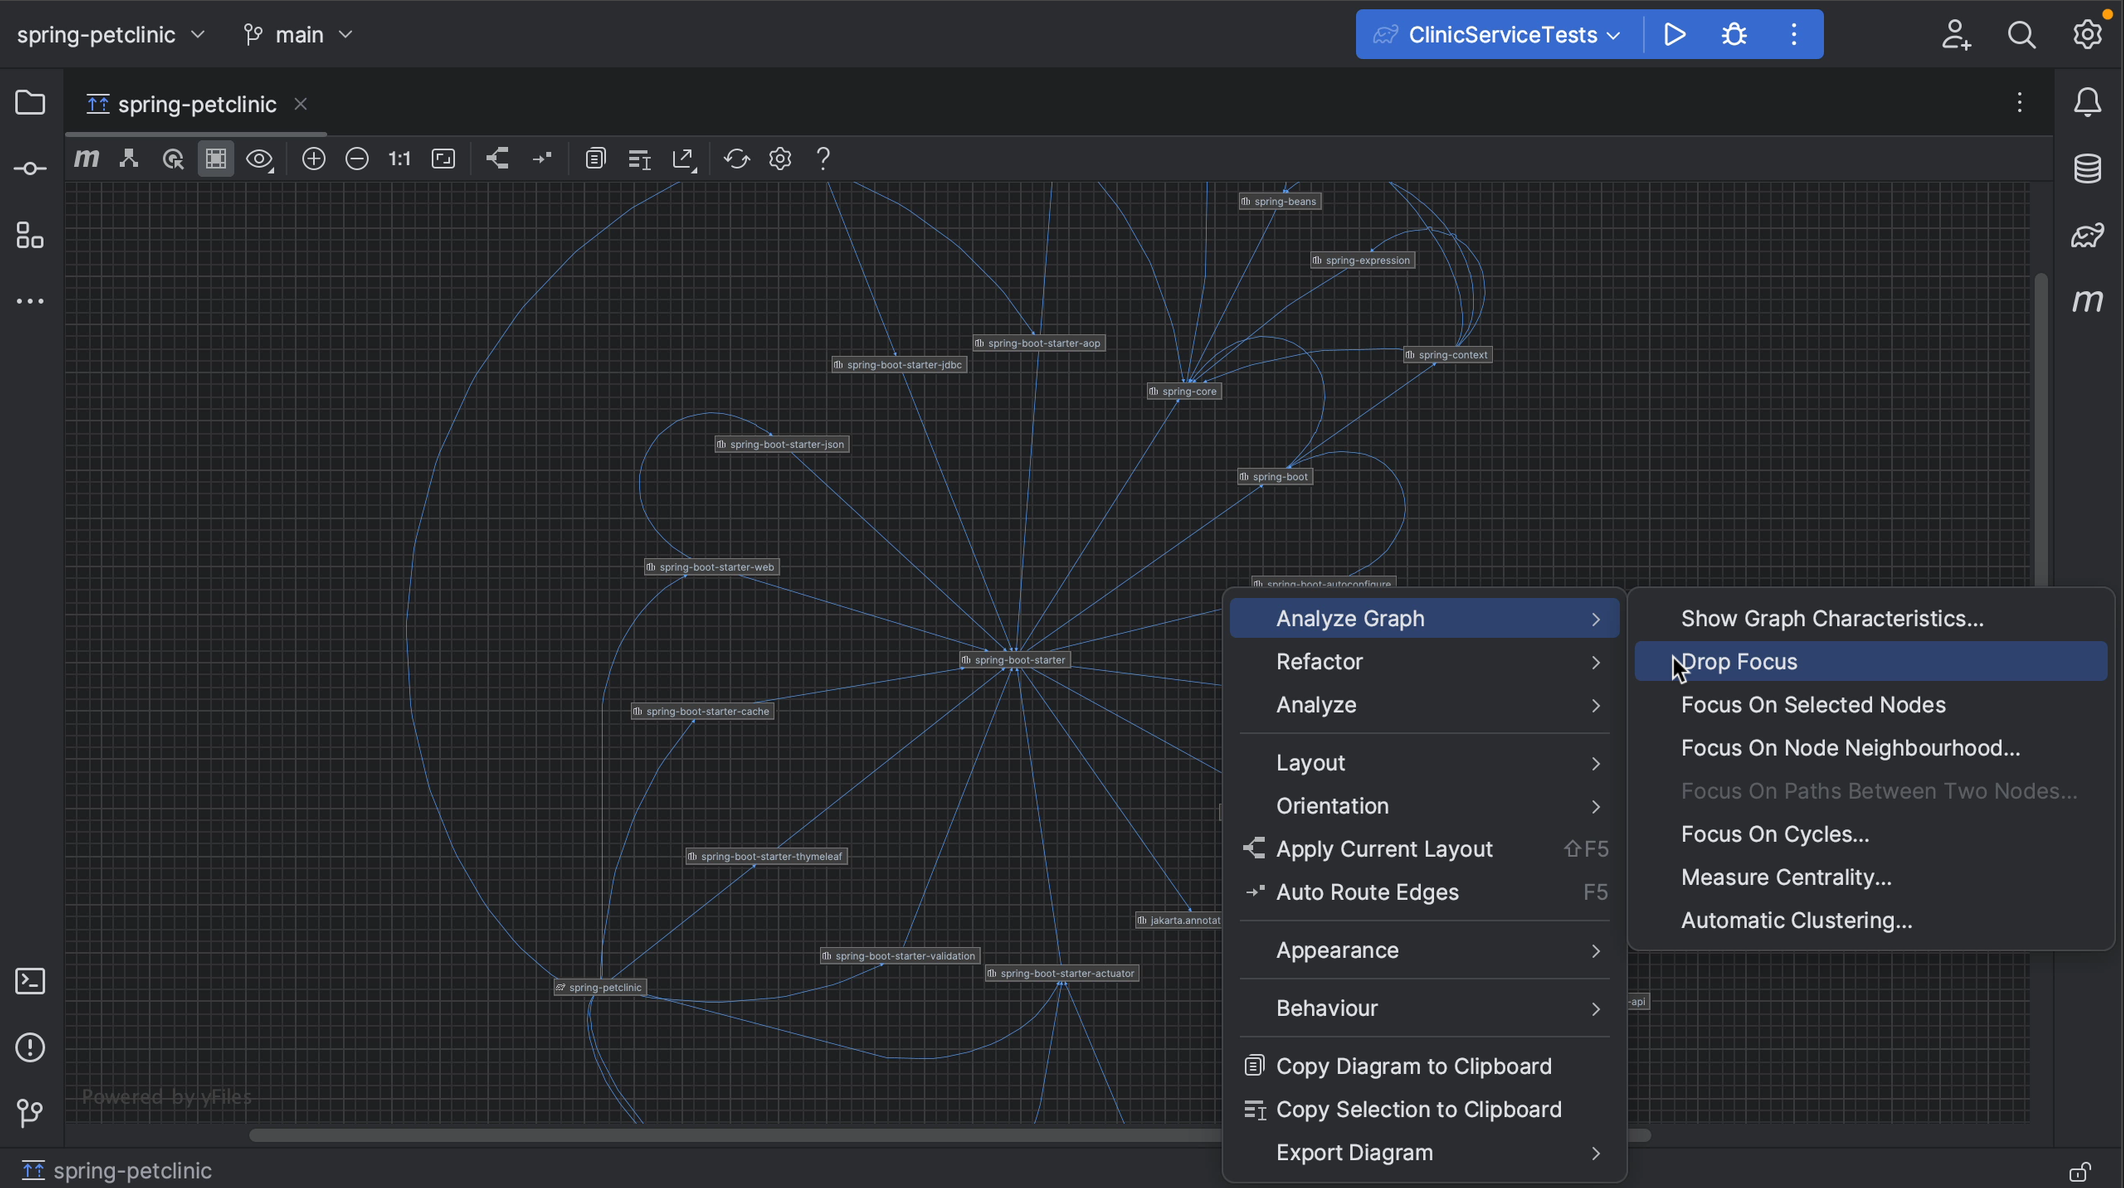 spring-petclinic
main
ClinicServiceTests
spring-petclinic
m
1:1
?
spring-beans
spring-expression
spring-boot-starter-aop
spring-context
spring-boot-starter-jdbc
spring-core
spring-boot-starter-json
spring-boot
spring-boot-starter-web
spring-boot-autoconfigure
spring-boot-starter
spring-boot-starter-cache
spring-boot-starter-thymeleaf
jakarta.annotat
spring-boot-starter-validation
spring-boot-starter-actuator
spring-petclinic
-api
Powered by yFiles
Analyze Graph
Refactor
Analyze
Layout
Orientation
Apply Current Layout ⇧F5
Auto Route Edges F5
Appearance
Behaviour
Copy Diagram to Clipboard
Copy Selection to Clipboard
Export Diagram
Show Graph Characteristics...
Drop Focus
Focus On Selected Nodes
Focus On Node Neighbourhood...
Focus On Paths Between Two Nodes...
Focus On Cycles...
Measure Centrality...
Automatic Clustering...
m
spring-petclinic